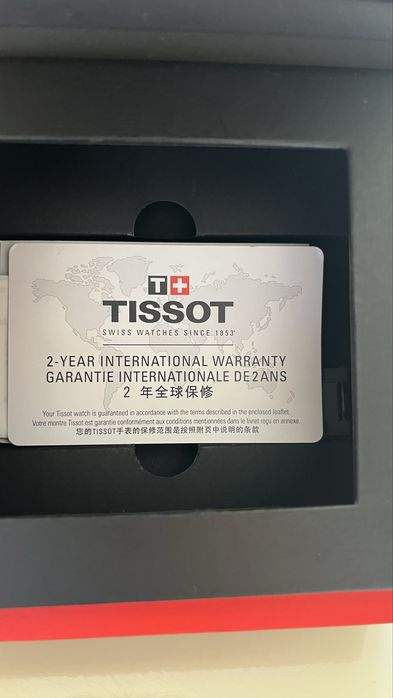 T+
TISSOT
SWISS WATCHES SINCE 1853
2-YEAR INTERNATIONAL WARRANTY
GARANTIE INTERNATIONALE DE2ANS
2 年全球保修
Your Tissot watch is guaranteed in accordance with the terms described in the enclosed leaflet.
Votre montre Tissot est garantie conformément aux conditions mentionnées dans le livret reçu en annexe.
您的TISSOT手表的保修范围是按照附页中说明的条款